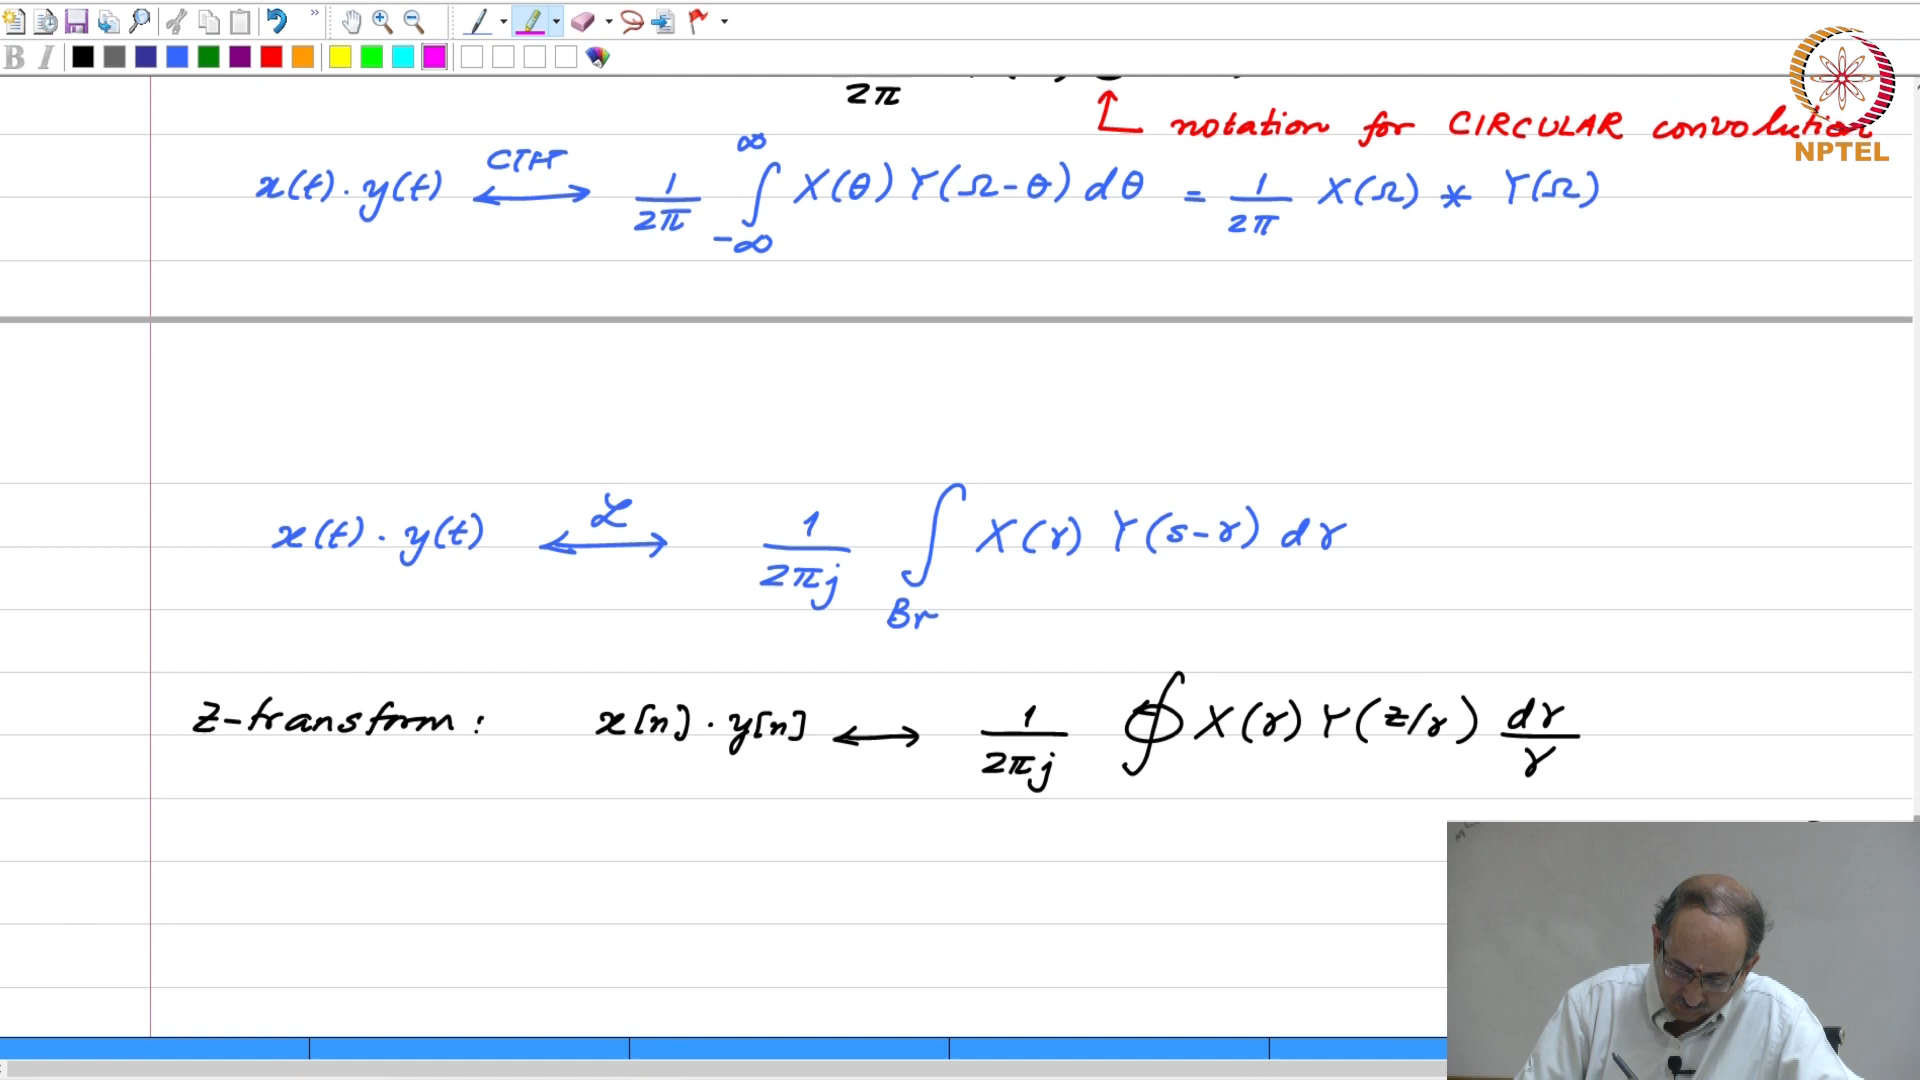 2π
notation for CIRCULAR convolution
NPTEL
x(t) · y(t) CTFT ⟷ 1/2π ∫_{-∞}^{∞} X(θ) Y(Ω-θ) dθ = 1/2π X(Ω) * Y(Ω)
x(t) · y(t) ℒ ⟷ 1/2πj ∫_{Br} X(γ) Y(s-γ) dγ
Z-transform: x[n] · y[n] ⟷ 1/2πj ∮ X(γ) Y(z/γ) dγ/γ